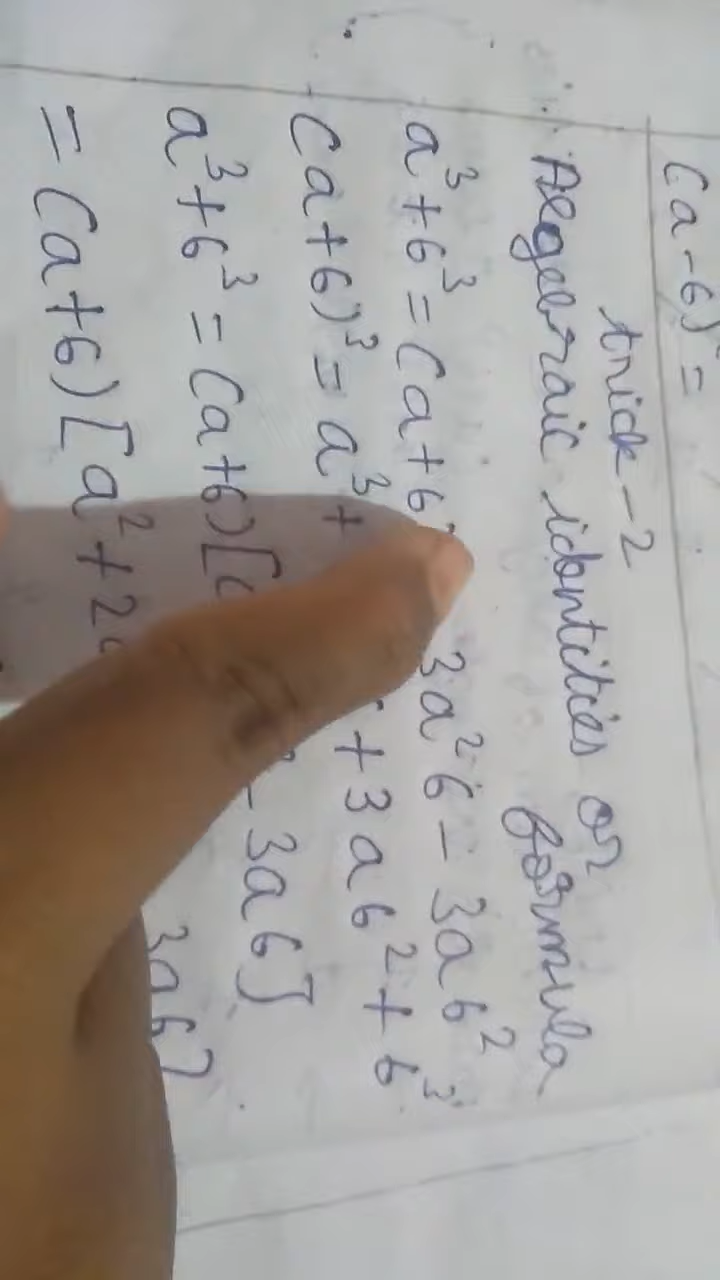 (a-b)² =
trick-2
Algebraic identities or formula
a³+b³ = (a+b 3a²b - 3ab²
(a+b)³ = a³+ +3ab²+b³
a³+b³ = (a+b)[ - 3ab]
= (a+b)[a²+2 3ab]